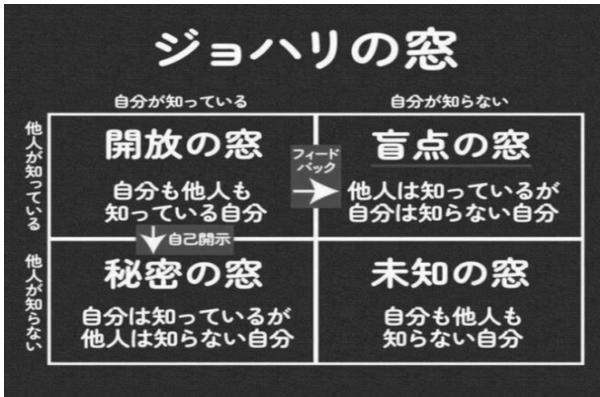 ジョハリの窓
自分が知っている
自分が知らない
他人が知っている
開放の窓
自分も他人も
知っている自分
フィード
バック
盲点の窓
他人は知っているが
自分は知らない自分
自己開示
他人が知らない
秘密の窓
自分は知っているが
他人は知らない自分
未知の窓
自分も他人も
知らない自分